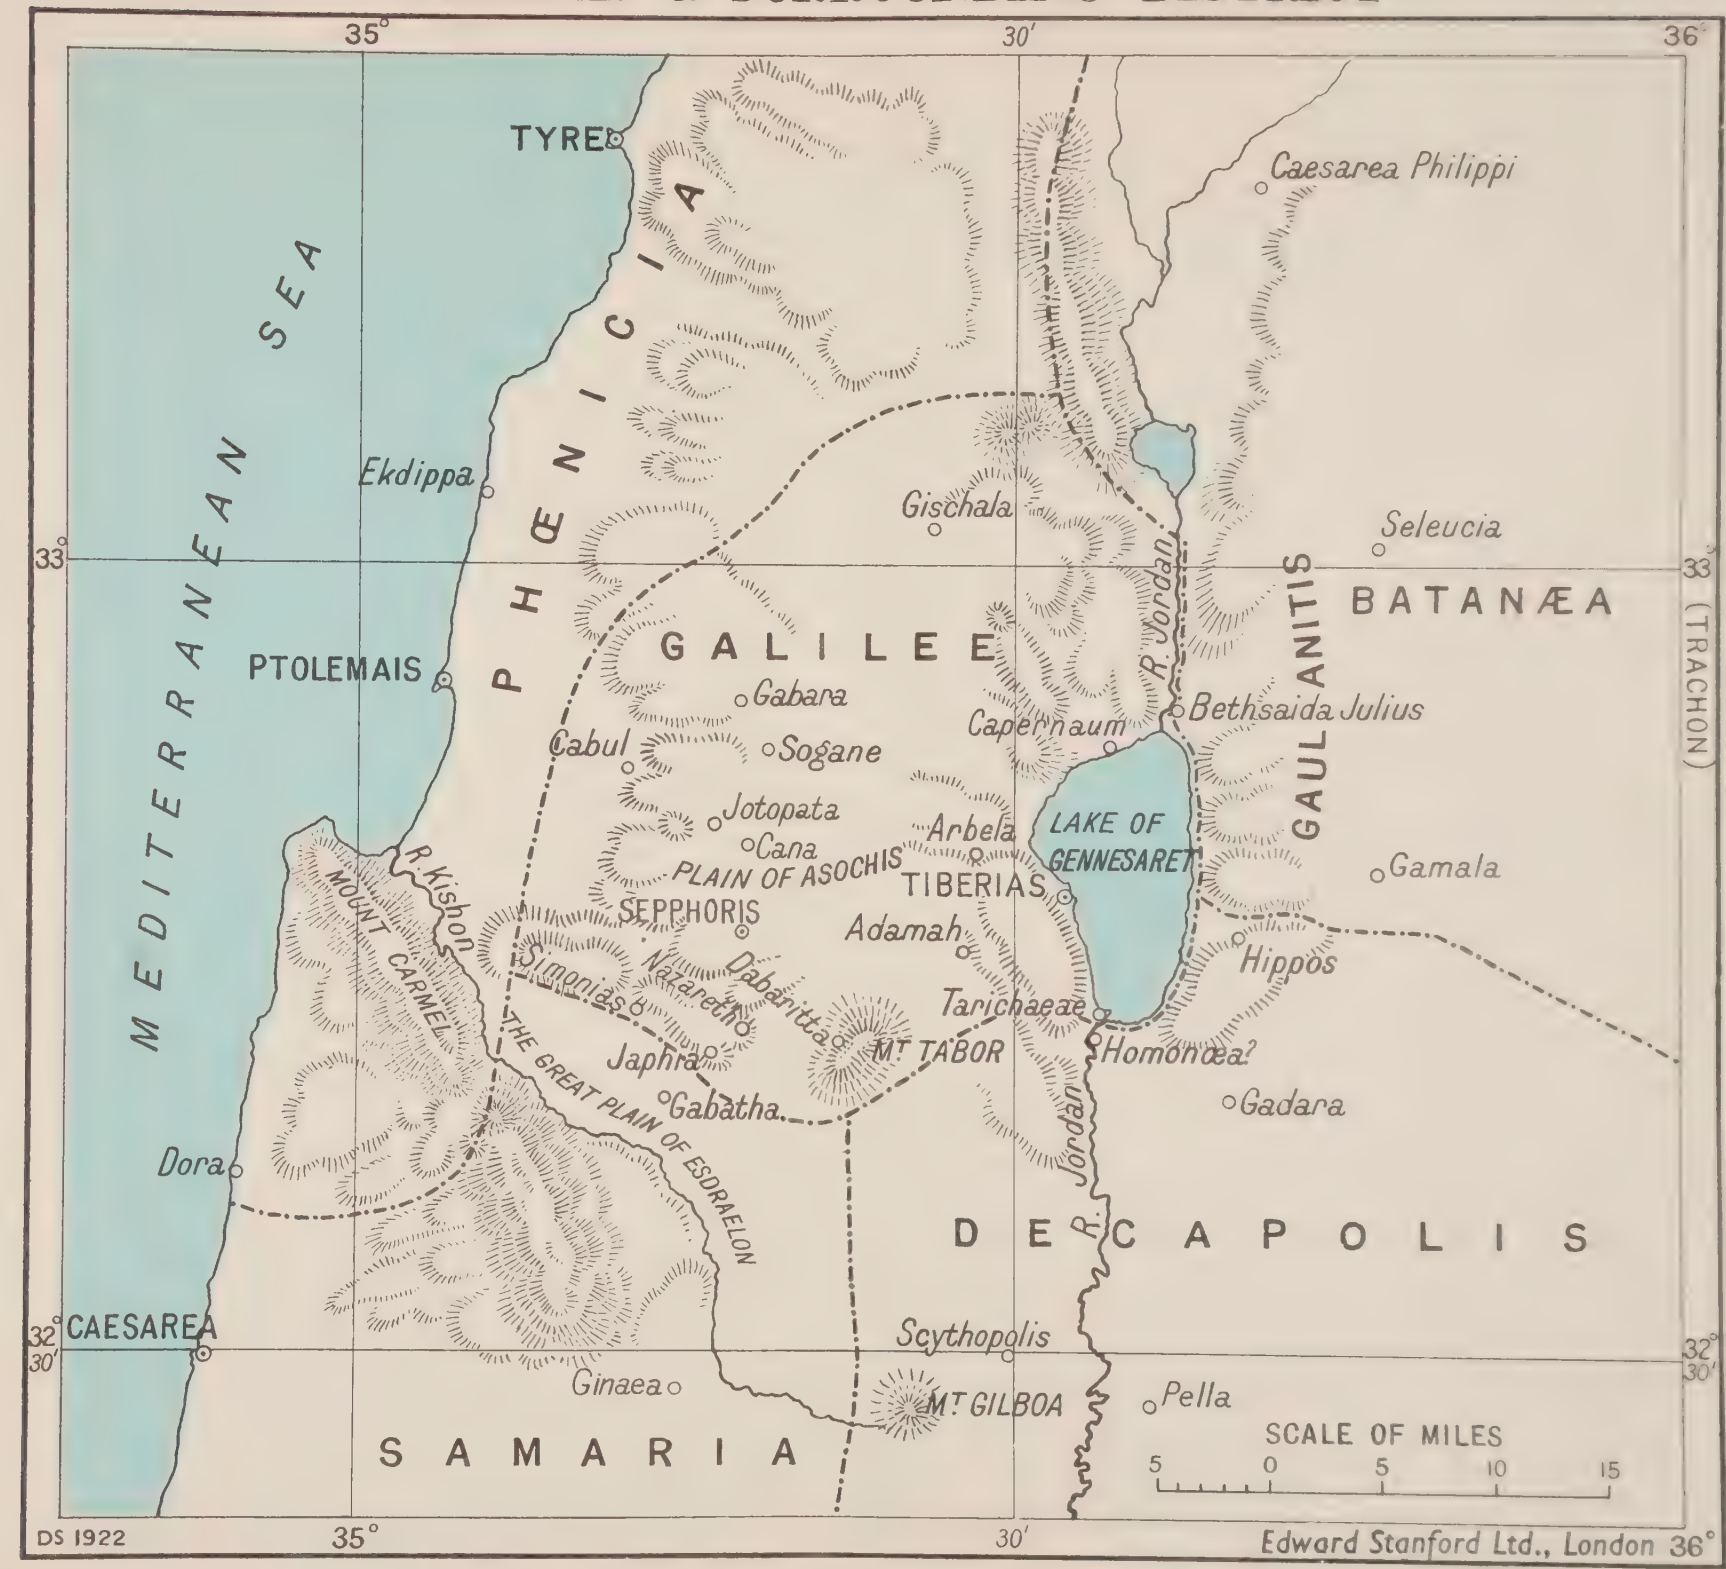 35°
30′
36°
TYRE
Caesarea Philippi
MEDITERRANEAN SEA
PHŒNICIA
Ekdippa
Gischala
Seleucia
33°
33
BATANÆA
(TRACHON)
GAULANITIS
R. Jordan
GALILEE
PTOLEMAIS
Gabara
Capernaum
Bethsaida Julius
Cabul
Sogane
Jotopata
Cana
Arbela
LAKE OF
GENNESARET
PLAIN OF ASOCHIS
TIBERIAS
Gamala
R. Kishon
MOUNT CARMEL
SEPPHORIS
Adamah
Hippos
Simonias
Nazareth
Dabaritta
Tarichaeae
MT TABOR
Homonœa?
Japhra
THE GREAT PLAIN OF ESDRAELON
Gabatha
Gadara
Dora
R. Jordan
DECAPOLIS
CAESAREA
32°
30′
Scythopolis
32°
30′
Ginaea
MT GILBOA
Pella
SAMARIA
SCALE OF MILES
5 0 5 10 15
DS 1922
35°
30′
Edward Stanford Ltd., London
36°